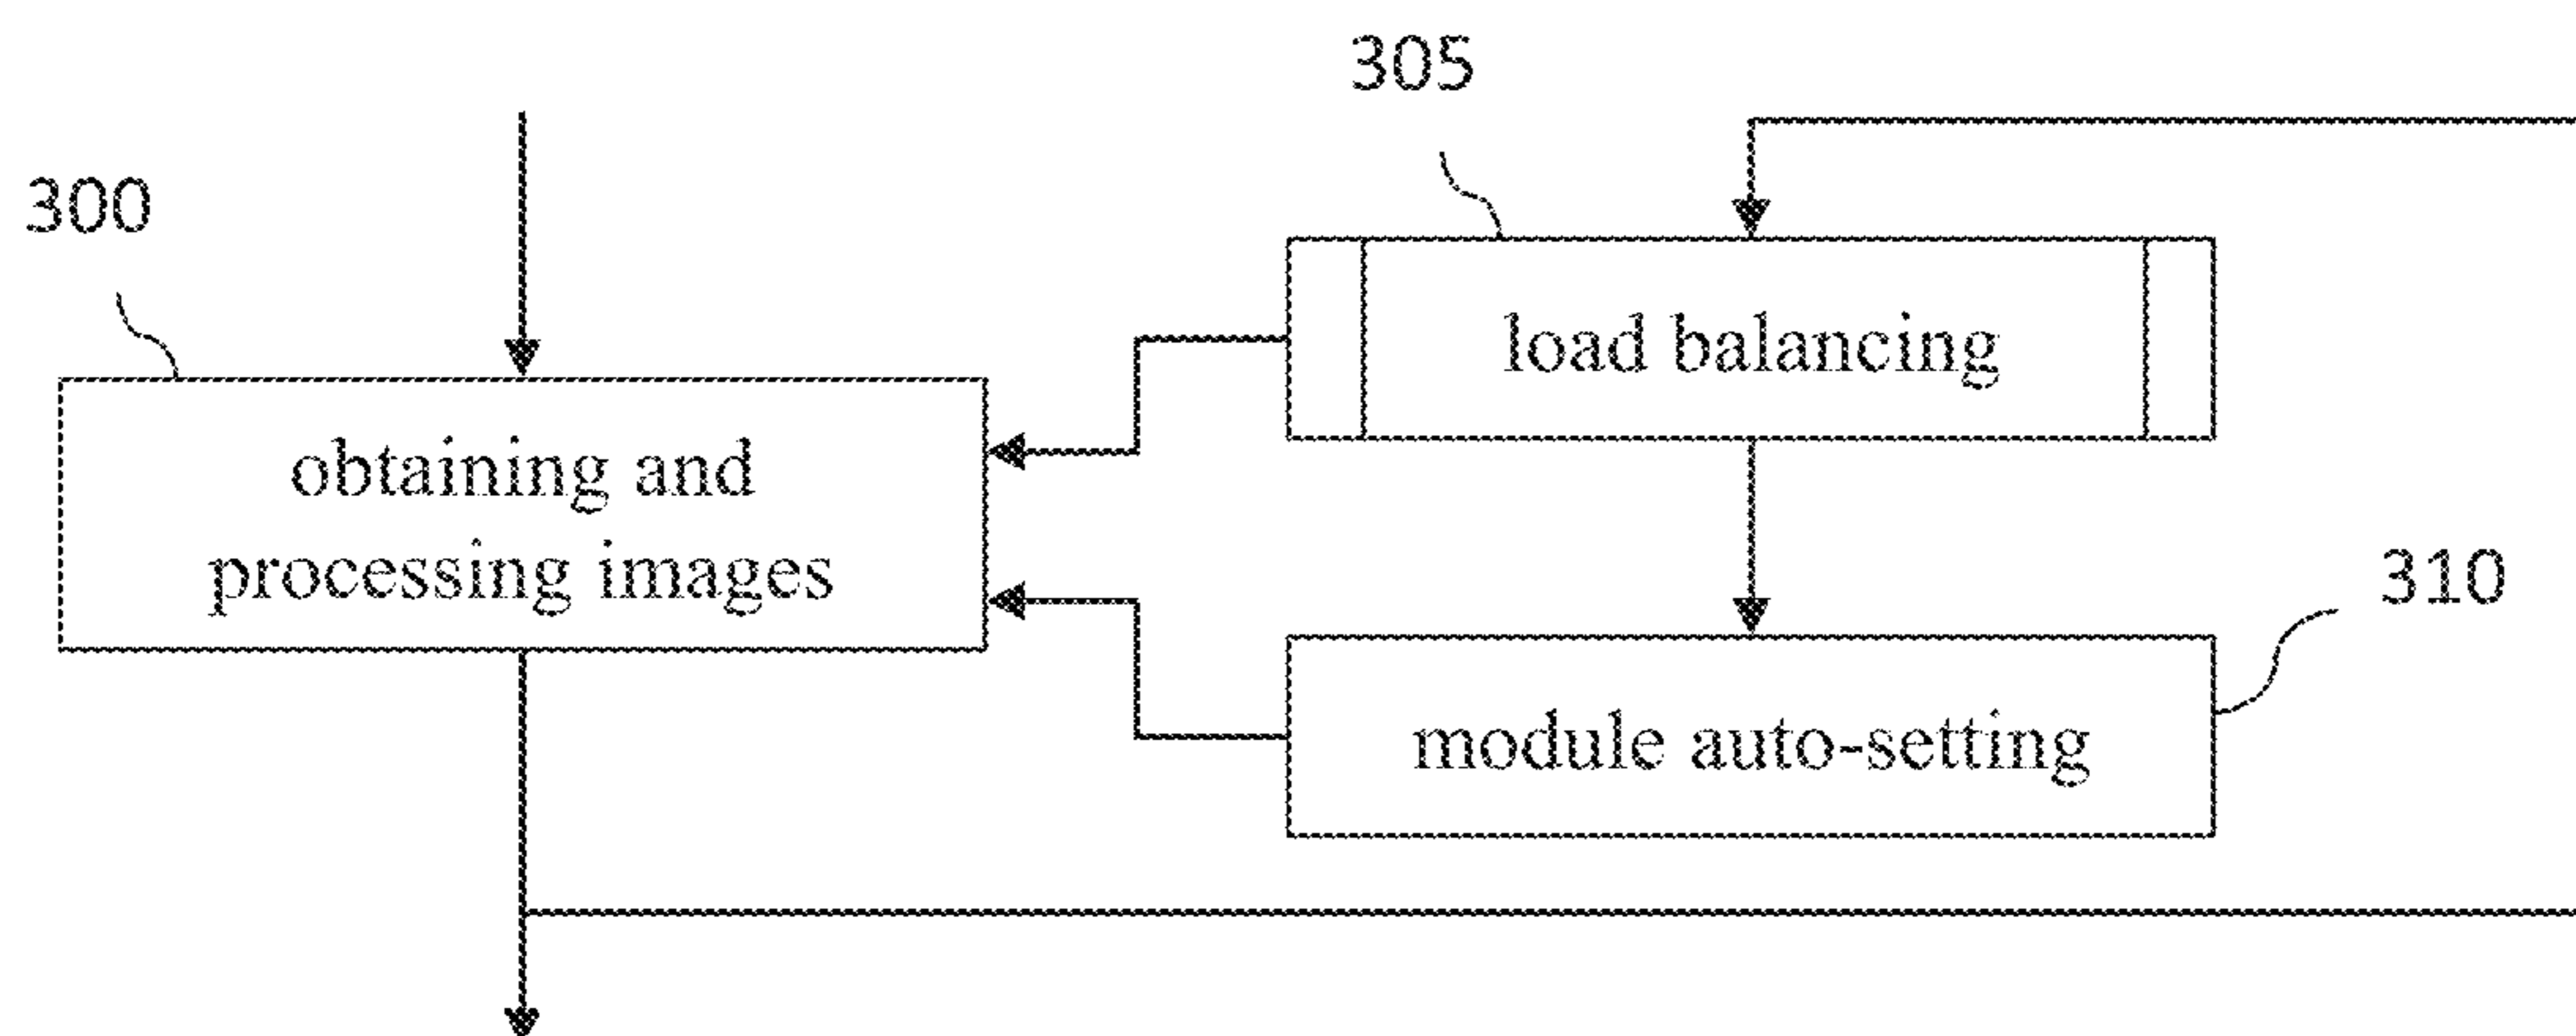 305
300
load balancing
obtaining and
processing images
310
module auto-setting